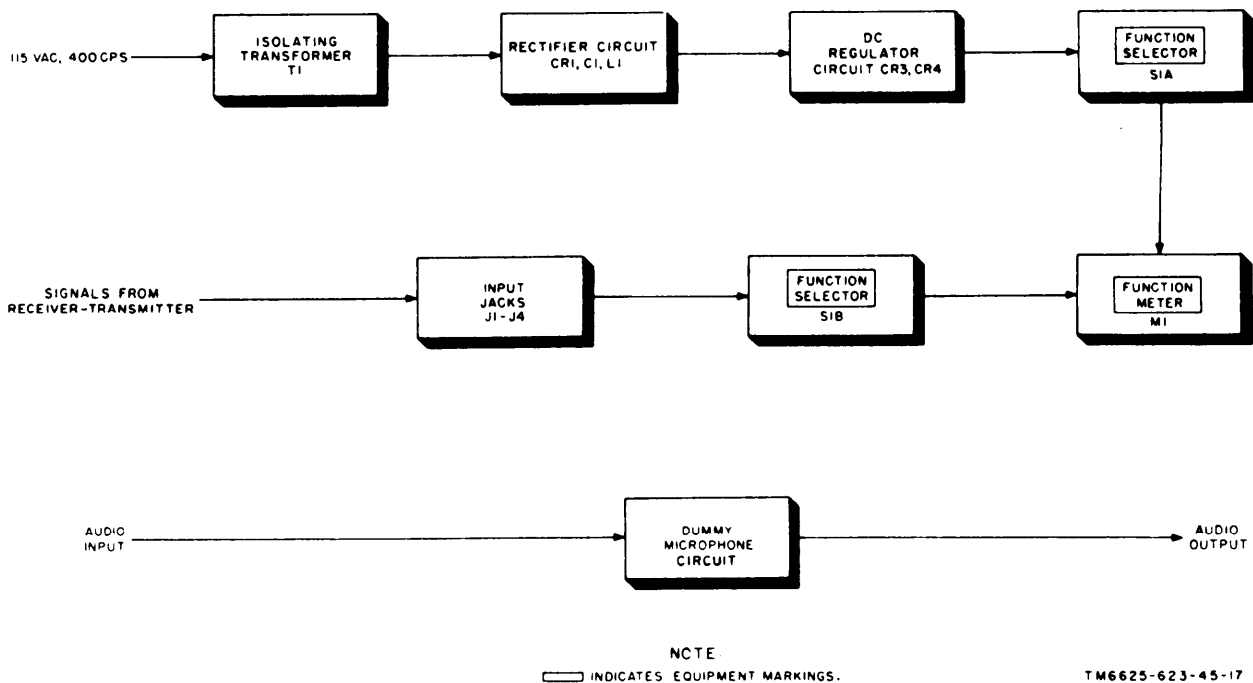 115 VAC, 400 CPS
ISOLATING
TRANSFORMER
T1
RECTIFIER CIRCUIT
CR1, C1, L1
DC
REGULATOR
CIRCUIT CR3, CR4
FUNCTION
SELECTOR
S1A
SIGNALS FROM
RECEIVER-TRANSMITTER
INPUT
JACKS
J1-J4
FUNCTION
SELECTOR
S1B
FUNCTION
METER
M1
AUDIO
INPUT
DUMMY
MICROPHONE
CIRCUIT
AUDIO
OUTPUT
NOTE
INDICATES EQUIPMENT MARKINGS.
TM6625-623-45-17